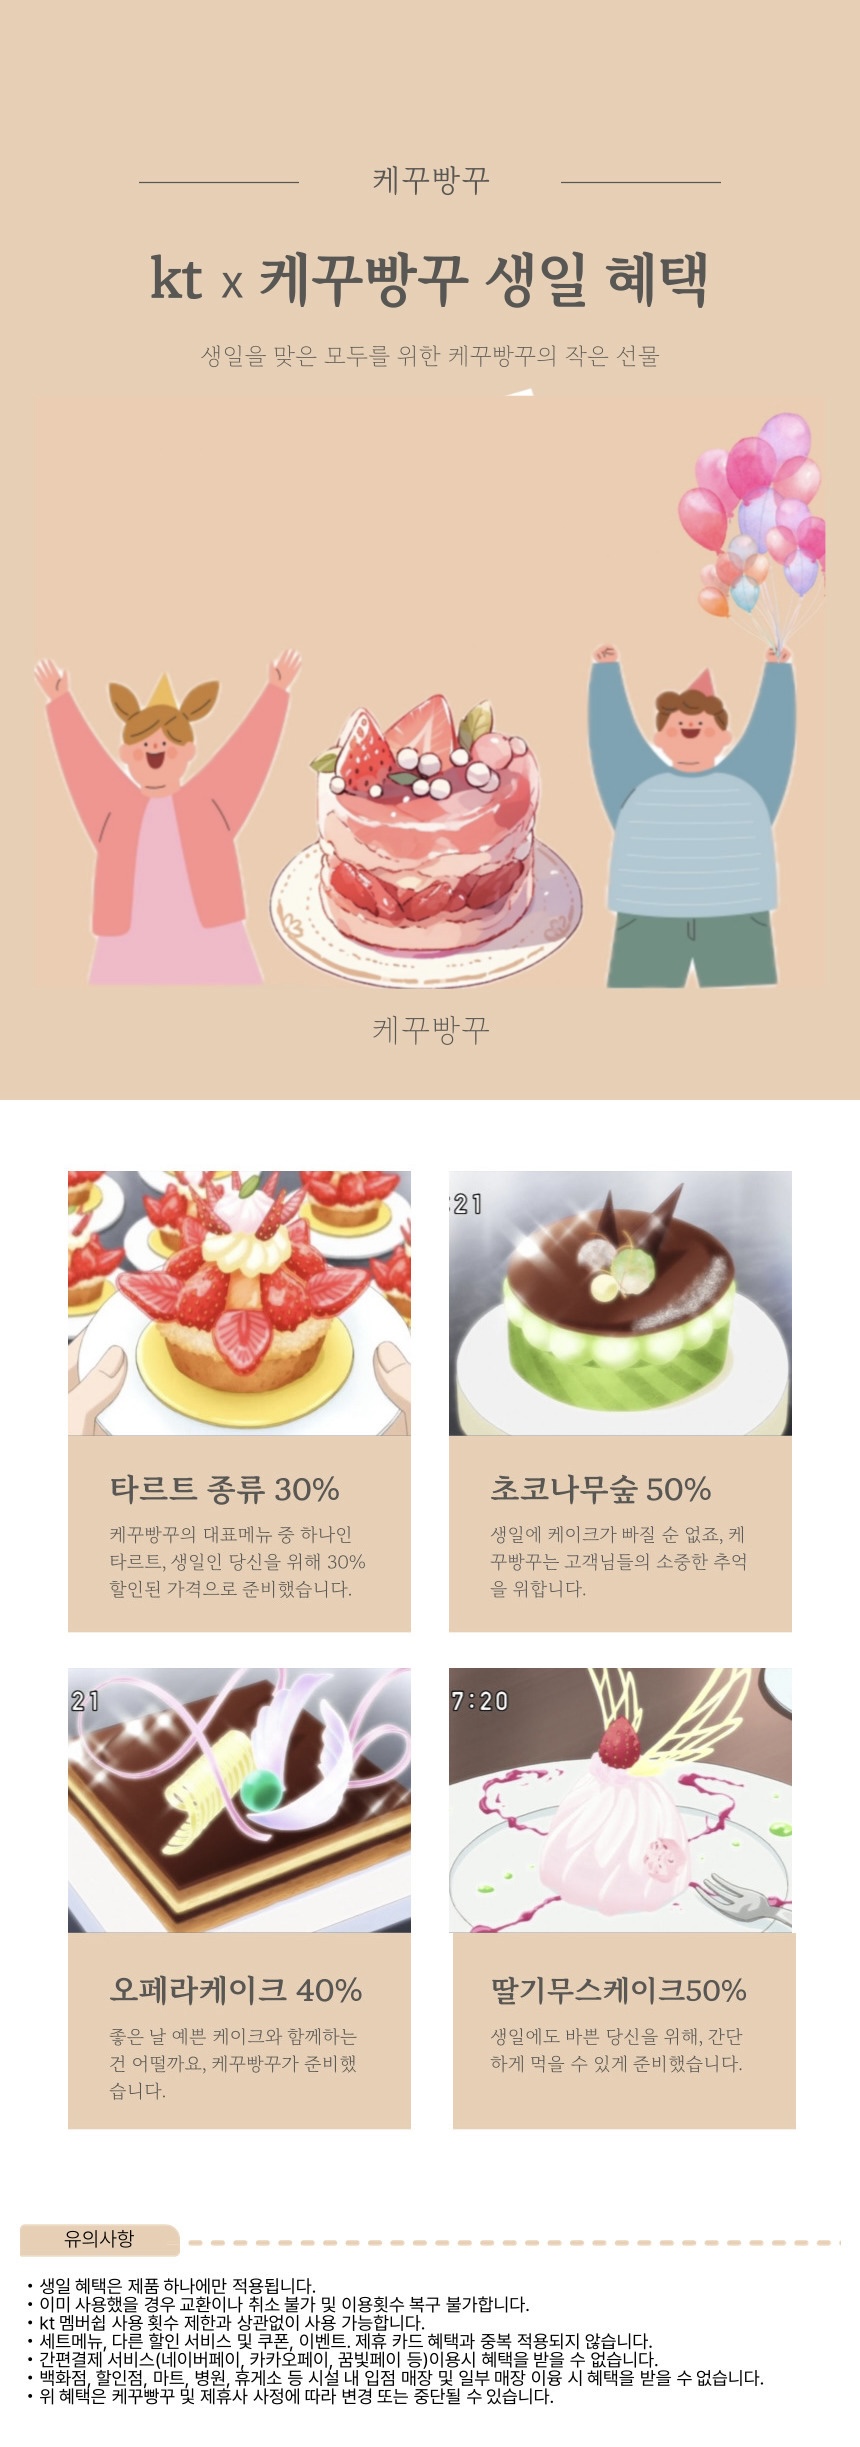 케꾸빵꾸
kt x 케꾸빵꾸 생일 혜택
생일을 맞은 모두를 위한 케꾸빵꾸의 작은 선물
케꾸빵꾸
:21
타르트 종류 30%
케꾸빵꾸의 대표메뉴 중 하나인
타르트, 생일인 당신을 위해 30%
할인된 가격으로 준비했습니다.
초코나무숲 50%
생일에 케이크가 빠질 순 없죠, 케
꾸빵꾸는 고객님들의 소중한 추억
을 위합니다.
21
7:20
오페라케이크 40%
좋은 날 예쁜 케이크와 함께하는
건 어떨까요, 케꾸빵꾸가 준비했
습니다.
딸기무스케이크50%
생일에도 바쁜 당신을 위해, 간단
하게 먹을 수 있게 준비했습니다.
유의사항
• 생일 혜택은 제품 하나에만 적용됩니다.
• 이미 사용했을 경우 교환이나 취소 불가 및 이용횟수 복구 불가합니다.
• kt 멤버쉽 사용 횟수 제한과 상관없이 사용 가능합니다.
• 세트메뉴, 다른 할인 서비스 및 쿠폰, 이벤트. 제휴 카드 혜택과 중복 적용되지 않습니다.
• 간편결제 서비스(네이버페이, 카카오페이, 꿈빛페이 등)이용시 혜택을 받을 수 없습니다.
• 백화점, 할인점, 마트, 병원, 휴게소 등 시설 내 입점 매장 및 일부 매장 이융 시 혜택을 받을 수 없습니다.
• 위 혜택은 케꾸빵꾸 및 제휴사 사정에 따라 변경 또는 중단될 수 있습니다.